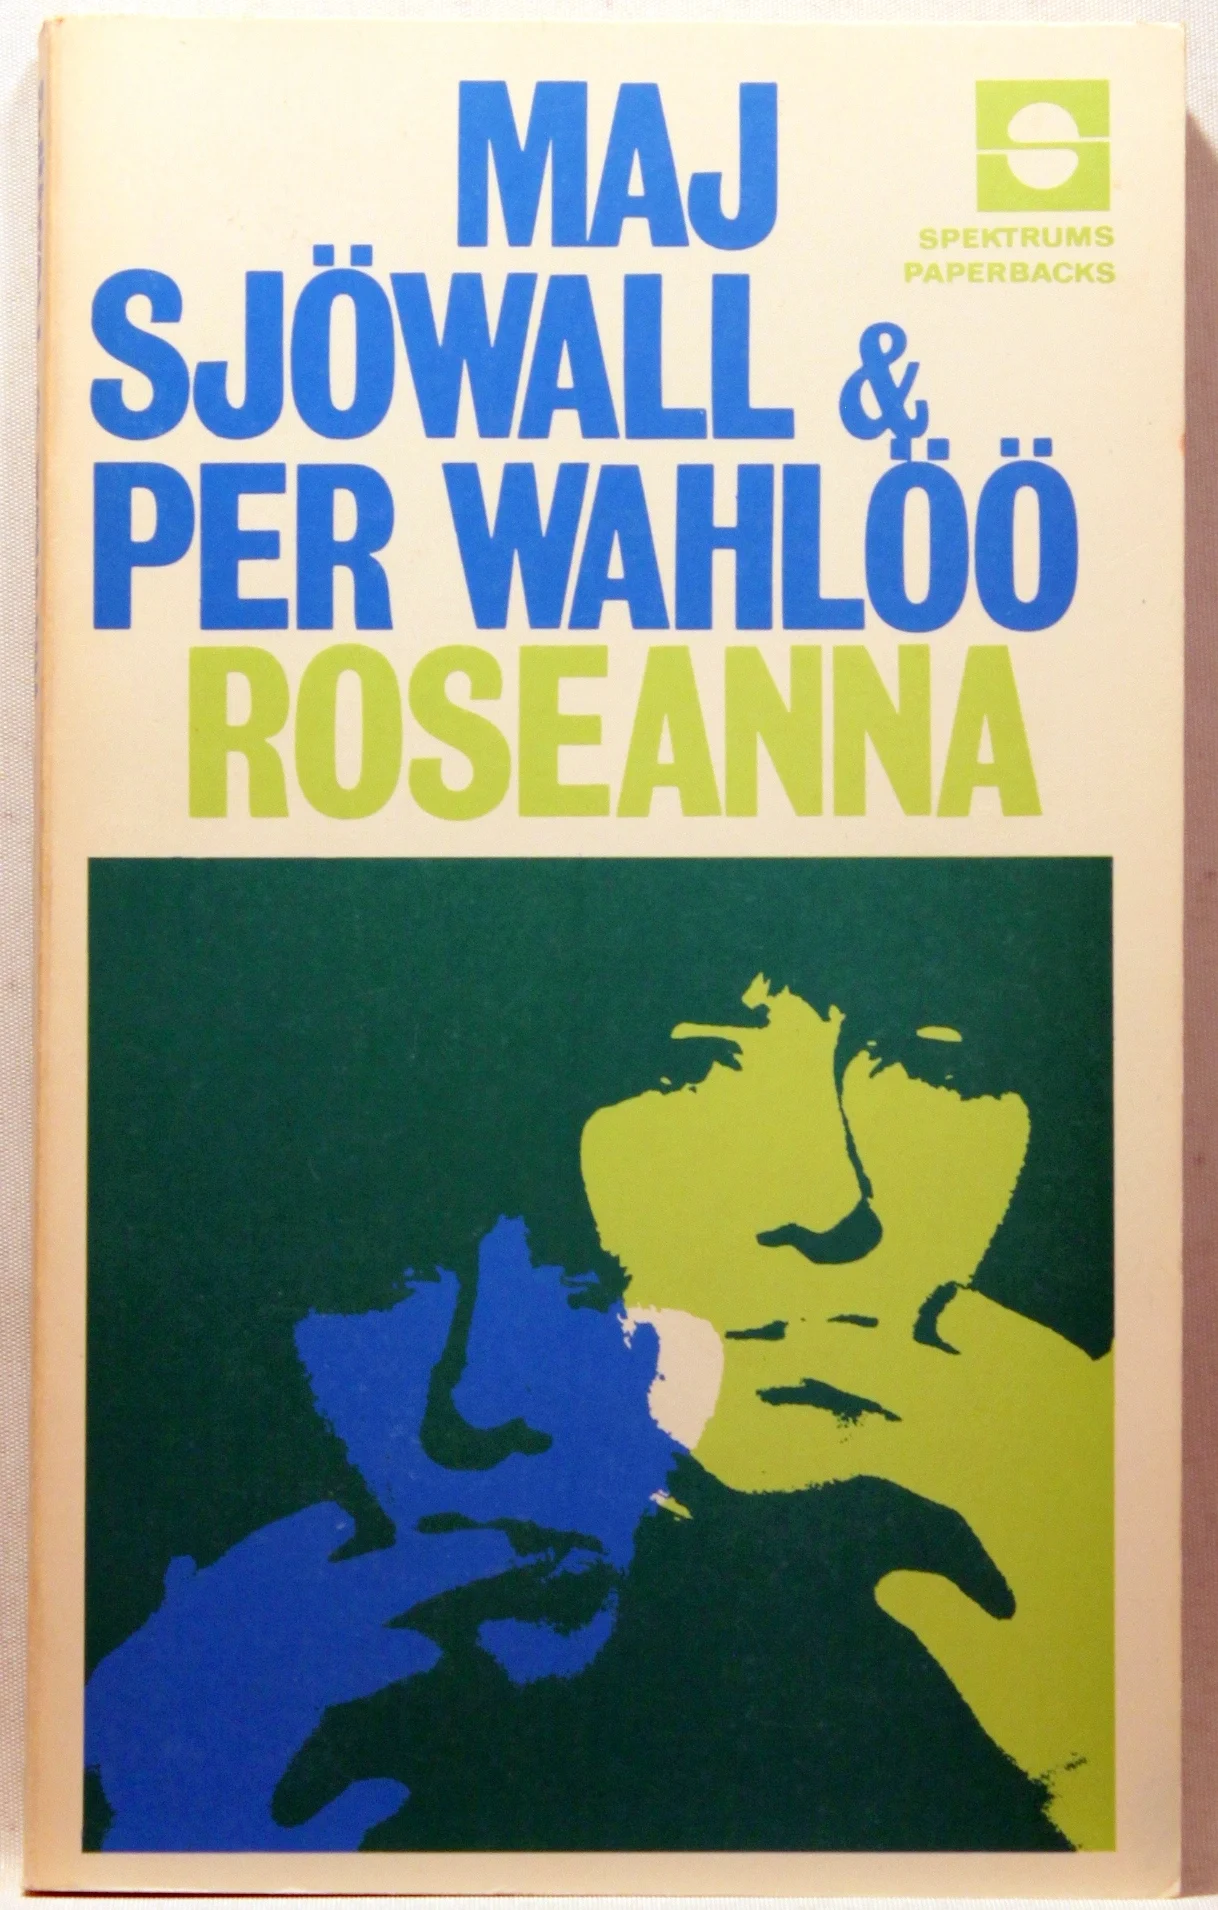 MAJ
SJÖWALL &
PER WAHLÖÖ
ROSEANNA
S
SPEKTRUMS
PAPERBACKS